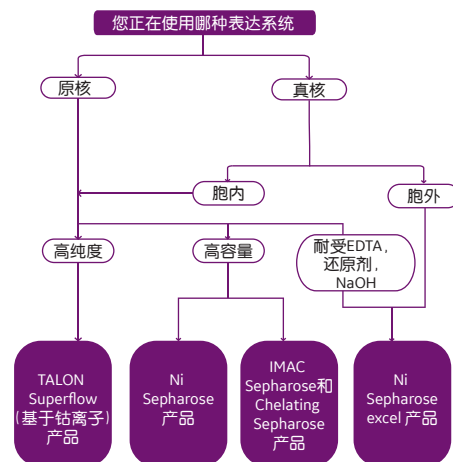 您正在使用哪种表达系统
原核
真核
胞内
胞外
高纯度
高容量
耐受EDTA，
还原剂，
NaOH
TALON
Superflow
(基于钴离子)
产品
Ni
Sepharose
产品
IMAC
Sepharose和
Chelating
Sepharose
产品
Ni
Sepharose
excel 产品